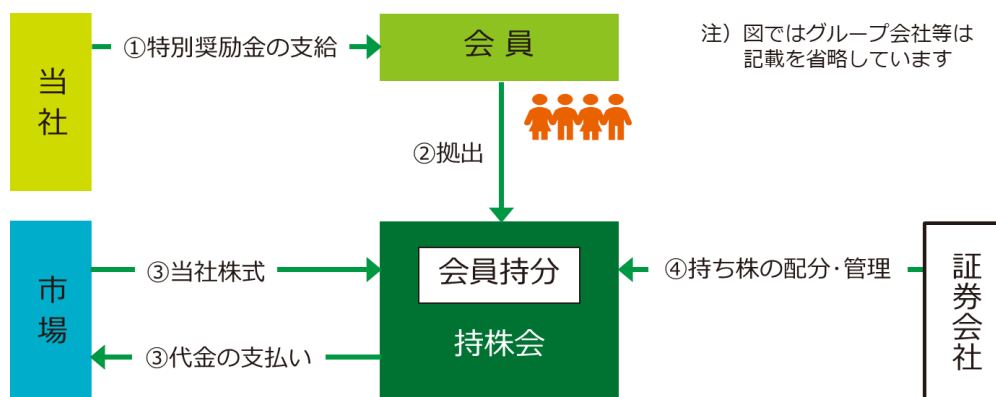 当社
①特別奨励金の支給
会員
注）図ではグループ会社等は
記載を省略しています
②拠出
市場
③当社株式
③代金の支払い
会員持分
持株会
④持ち株の配分・管理
証券会社